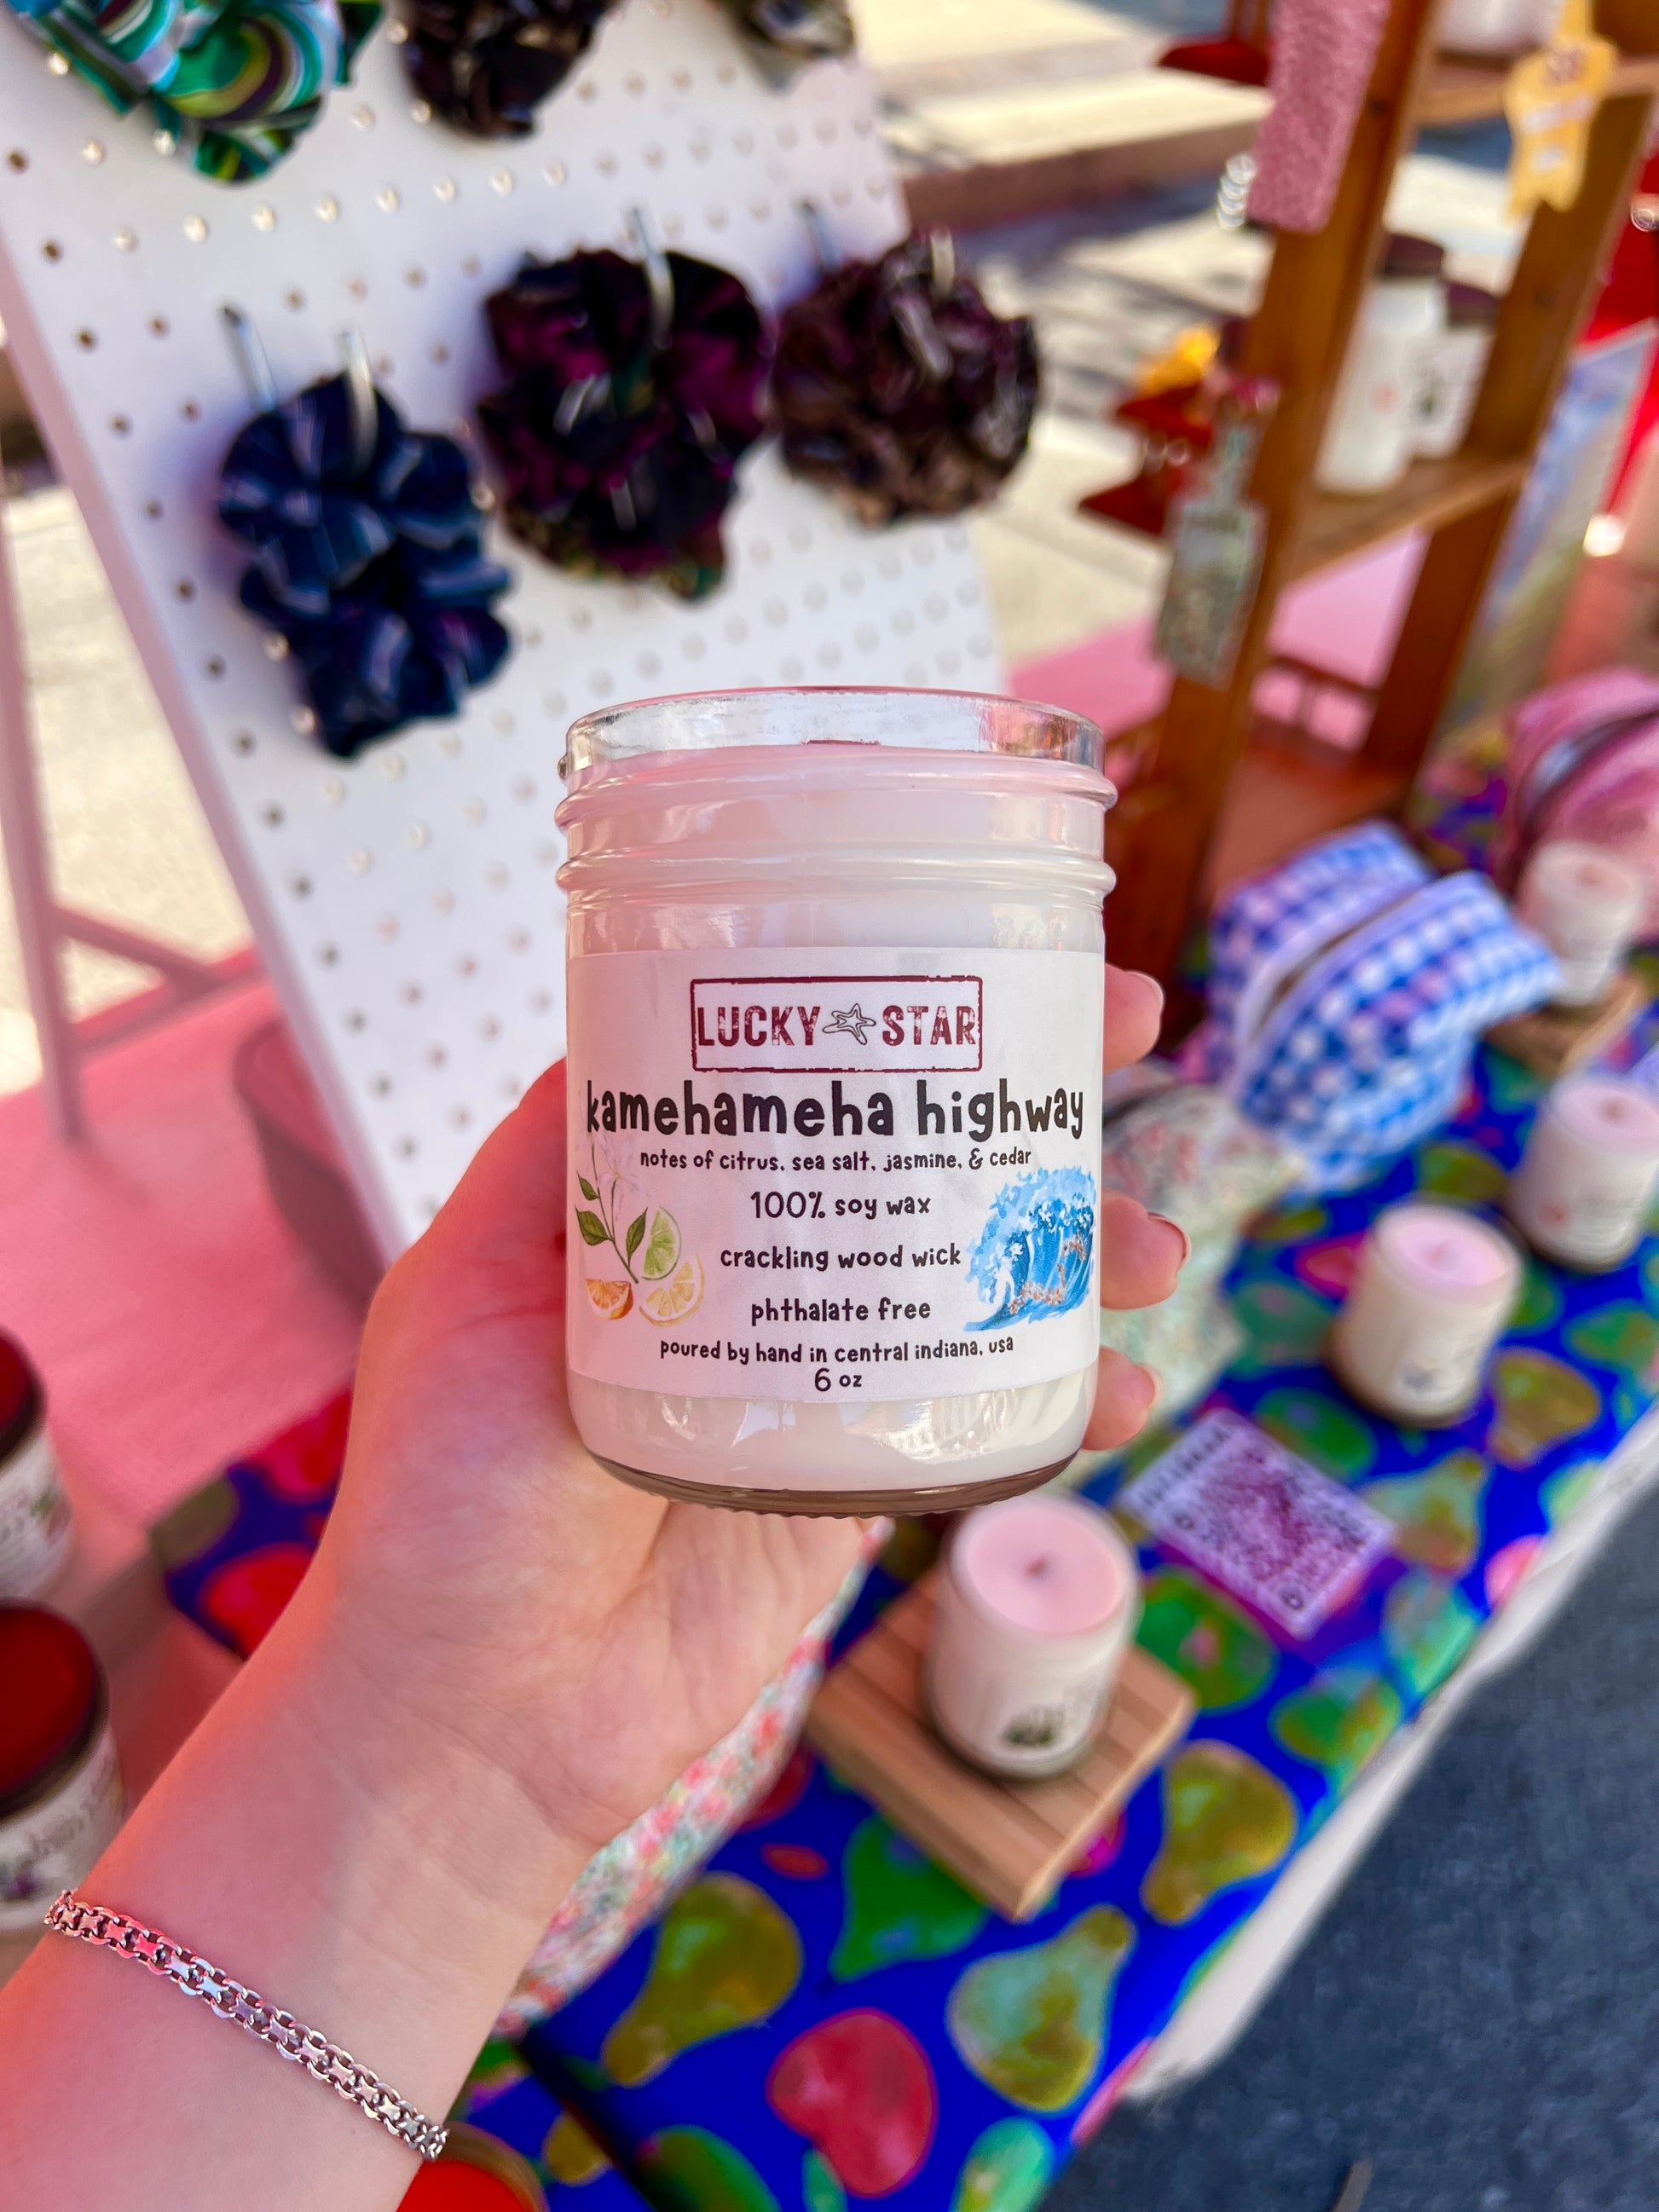 LUCKY STAR
kamehameha highway
notes of citrus, sea salt, jasmine, & cedar
100% soy wax
crackling wood wick
phthalate free
poured by hand in central indiana, usa
6 oz